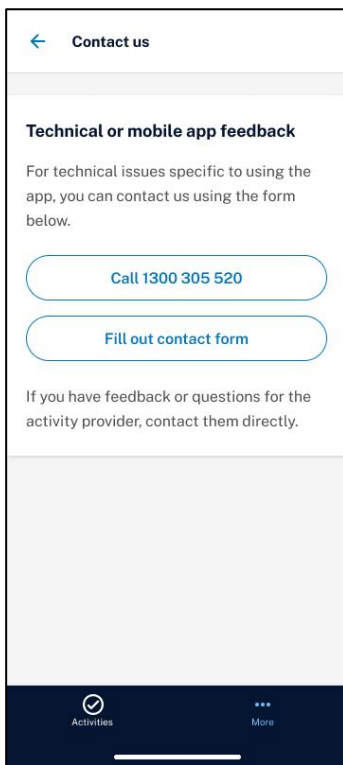 Contact us
Technical or mobile app feedback
For technical issues specific to using the
app, you can contact us using the form
below.
Call 1300 305 520
Fill out contact form
If you have feedback or questions for the
activity provider, contact them directly.
Activities
More